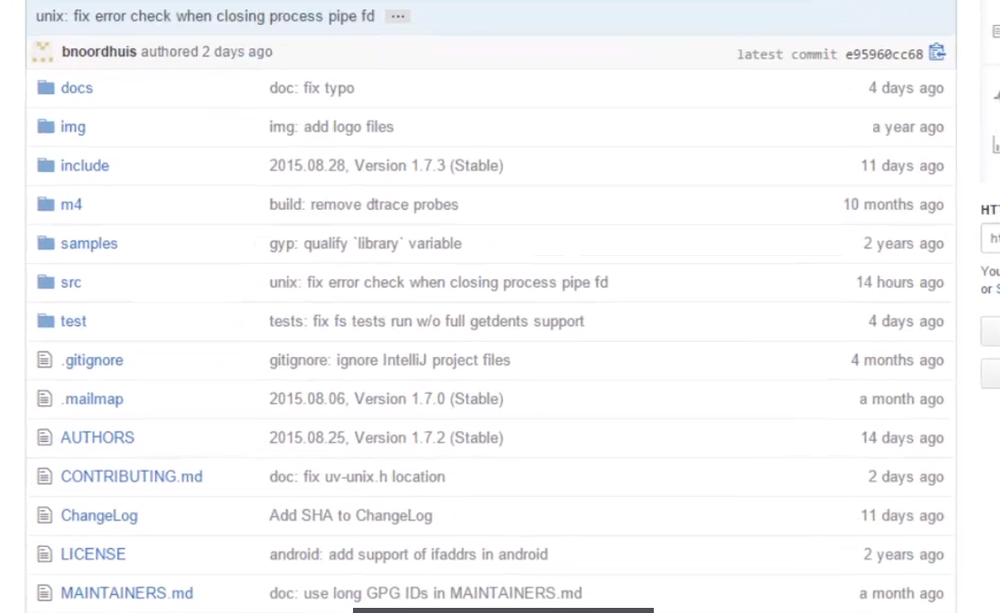 unix: fix error check when closing process pipe fd ...
bnoordhuis authored 2 days ago latest commit e95960cc68
docs doc: fix typo 4 days ago
img img: add logo files a year ago
include 2015.08.28, Version 1.7.3 (Stable) 11 days ago
m4 build: remove dtrace probes 10 months ago
samples gyp: qualify `library` variable 2 years ago
src unix: fix error check when closing process pipe fd 14 hours ago
test tests: fix fs tests run w/o full getdents support 4 days ago
.gitignore gitignore: ignore IntelliJ project files 4 months ago
.mailmap 2015.08.06, Version 1.7.0 (Stable) a month ago
AUTHORS 2015.08.25, Version 1.7.2 (Stable) 14 days ago
CONTRIBUTING.md doc: fix uv-unix.h location 2 days ago
ChangeLog Add SHA to ChangeLog 11 days ago
LICENSE android: add support of ifaddrs in android 2 years ago
MAINTAINERS.md doc: use long GPG IDs in MAINTAINERS.md a month ago
or